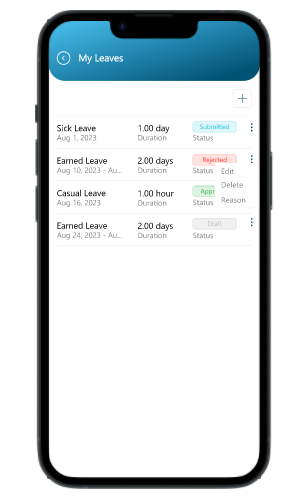 My Leaves
Sick Leave 1.00 day Submitted
Aug 1, 2023 Duration Status
Earned Leave 2.00 days Rejected
Aug 10, 2023 - Au... Duration Status
Edit
Delete
Reason
Casual Leave 1.00 hour Appr
Aug 16, 2023 Duration Status
Earned Leave 2.00 days Draft
Aug 24, 2023 - Au... Duration Status